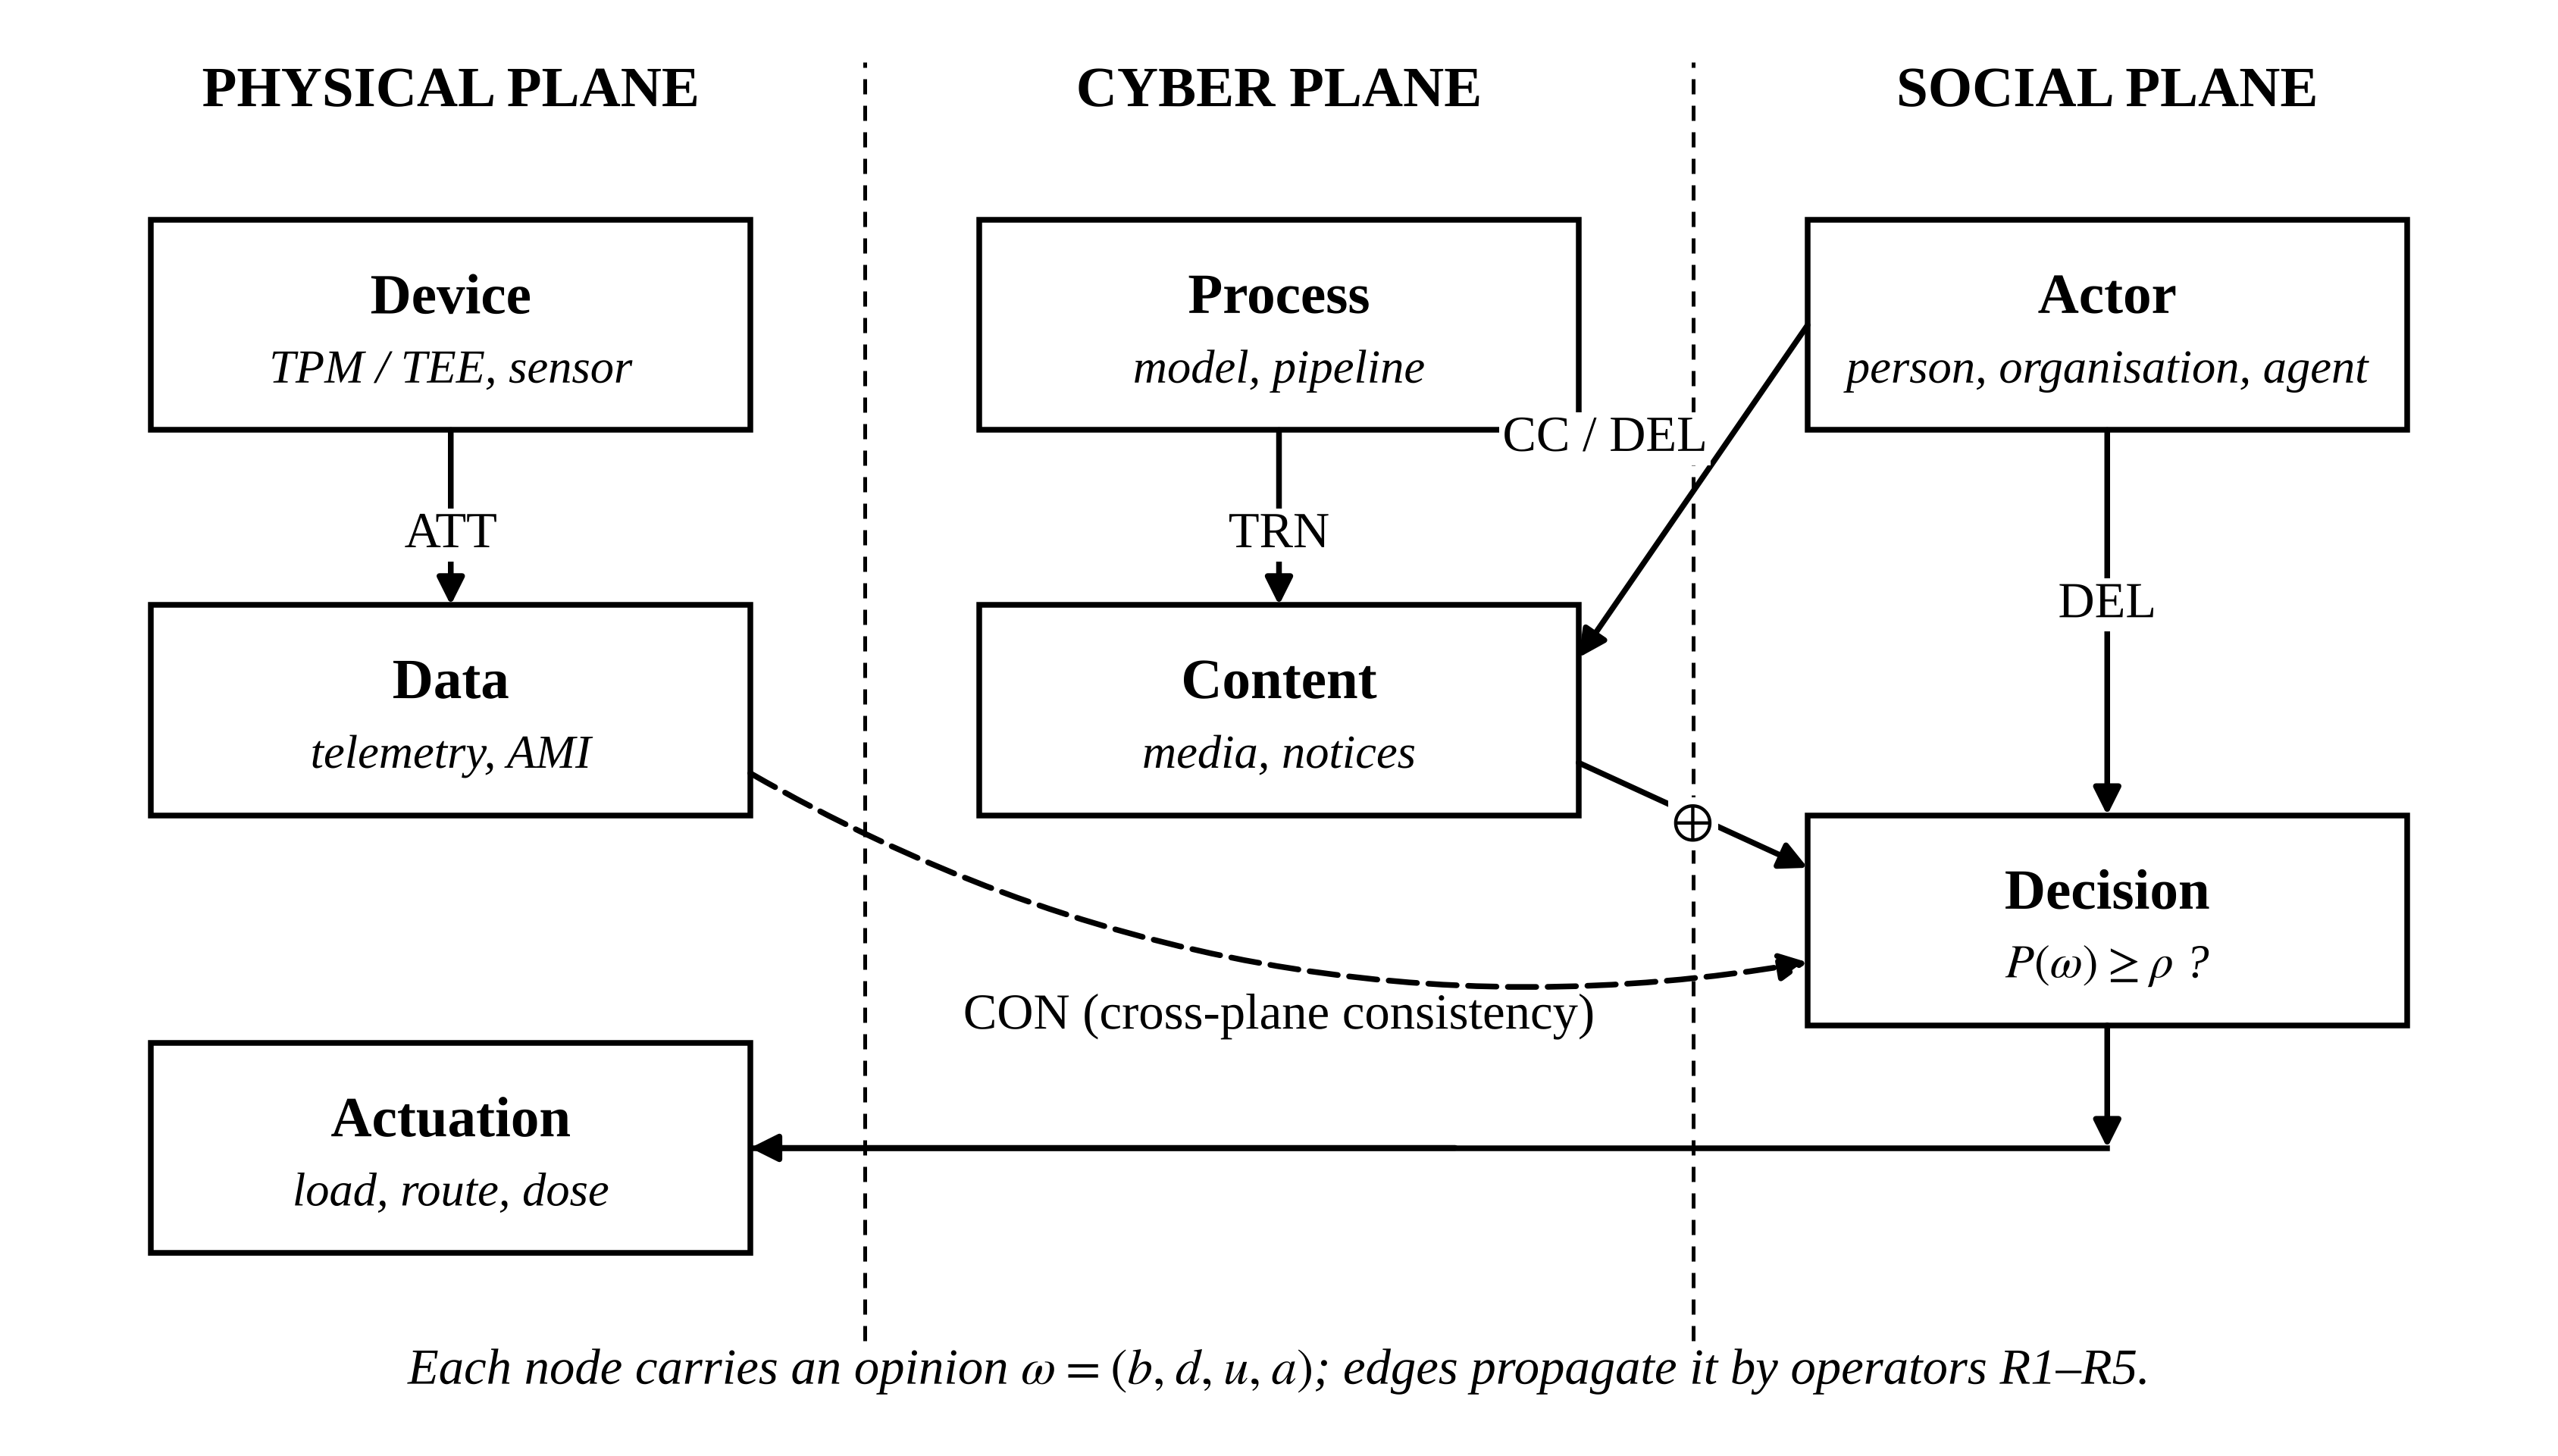 PHYSICAL PLANE
CYBER PLANE
SOCIAL PLANE
Device
TPM / TEE, sensor
Process
model, pipeline
Actor
person, organisation, agent
CC / DEL
ATT
TRN
DEL
Data
telemetry, AMI
Content
media, notices
⊕
Decision
P(ω) ≥ ρ ?
CON (cross-plane consistency)
Actuation
load, route, dose
Each node carries an opinion ω = (b, d, u, a); edges propagate it by operators R1–R5.